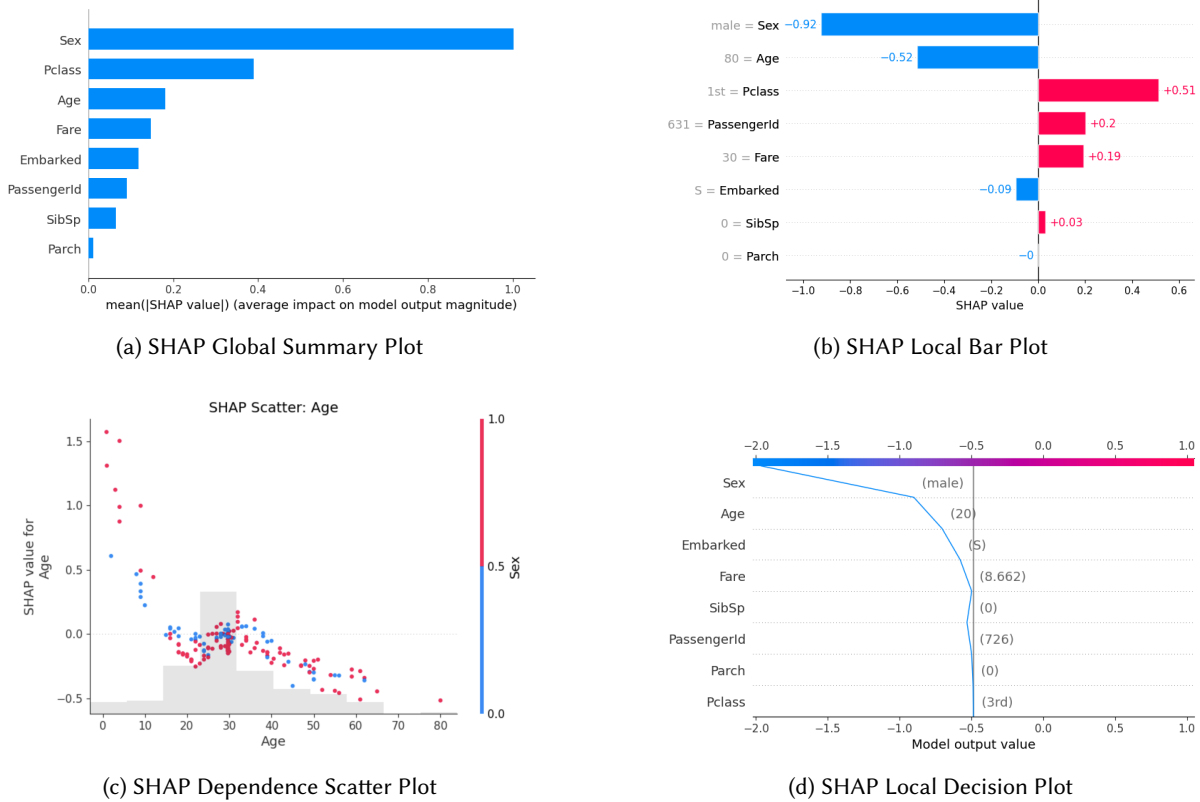 Sex
Pclass
Age
Fare
Embarked
PassengerId
SibSp
Parch
0.0 0.2 0.4 0.6 0.8 1.0
mean(|SHAP value|) (average impact on model output magnitude)
(a) SHAP Global Summary Plot
male = Sex −0.92
80 = Age −0.52
1st = Pclass +0.51
631 = PassengerId +0.2
30 = Fare +0.19
S = Embarked −0.09
0 = SibSp +0.03
0 = Parch −0
−1.0 −0.8 −0.6 −0.4 −0.2 0.0 0.2 0.4 0.6
SHAP value
(b) SHAP Local Bar Plot
SHAP Scatter: Age
1.5
1.0
0.5
0.0
−0.5
SHAP value for
Age
0 10 20 30 40 50 60 70 80
Age
1.0
0.5
0.0
Sex
(c) SHAP Dependence Scatter Plot
−2.0 −1.5 −1.0 −0.5 0.0 0.5 1.0
Sex (male)
Age (20)
Embarked (S)
Fare (8.662)
SibSp (0)
PassengerId (726)
Parch (0)
Pclass (3rd)
−2.0 −1.5 −1.0 −0.5 0.0 0.5 1.0
Model output value
(d) SHAP Local Decision Plot